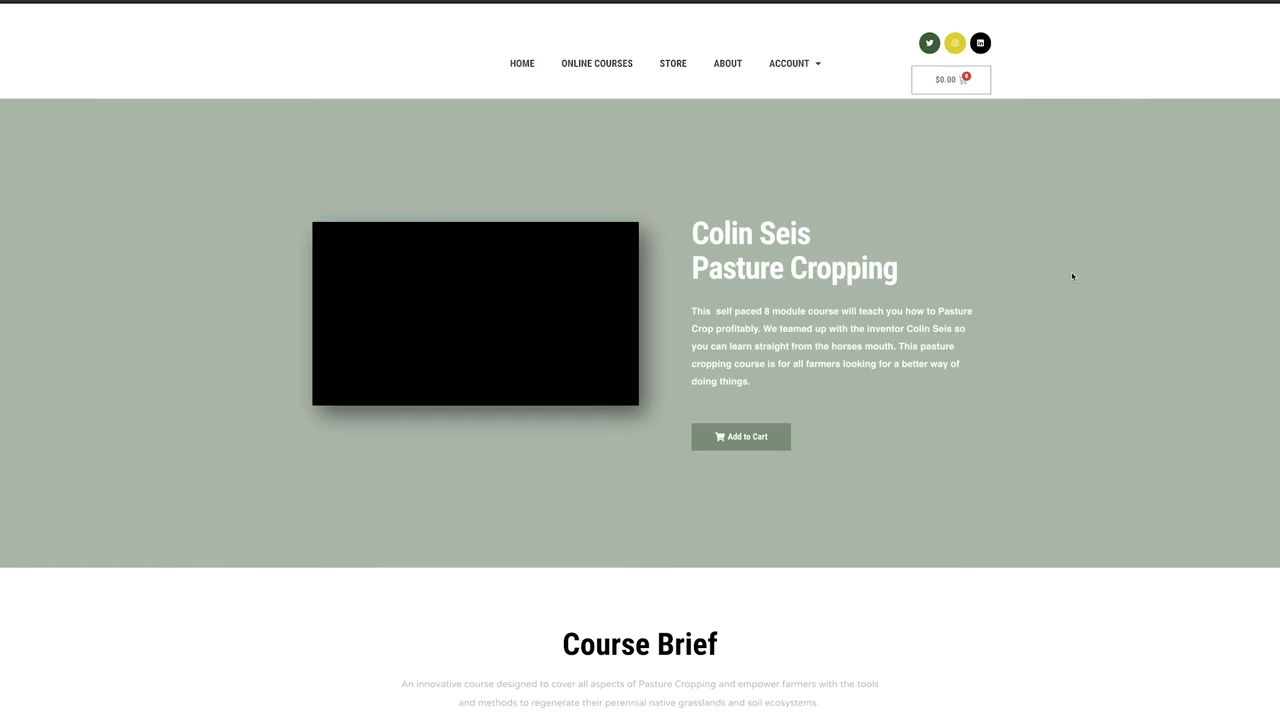 HOME ONLINE COURSES STORE ABOUT ACCOUNT
$0.00
Colin Seis
Pasture Cropping
This self paced 8 module course will teach you how to Pasture
Crop profitably. We teamed up with the inventor Colin Seis so
you can learn straight from the horses mouth. This pasture
cropping course is for all farmers looking for a better way of
doing things.
Add to Cart
Course Brief
An innovative course designed to cover all aspects of Pasture Cropping and empower farmers with the tools
and methods to regenerate their perennial native grasslands and soil ecosystems.